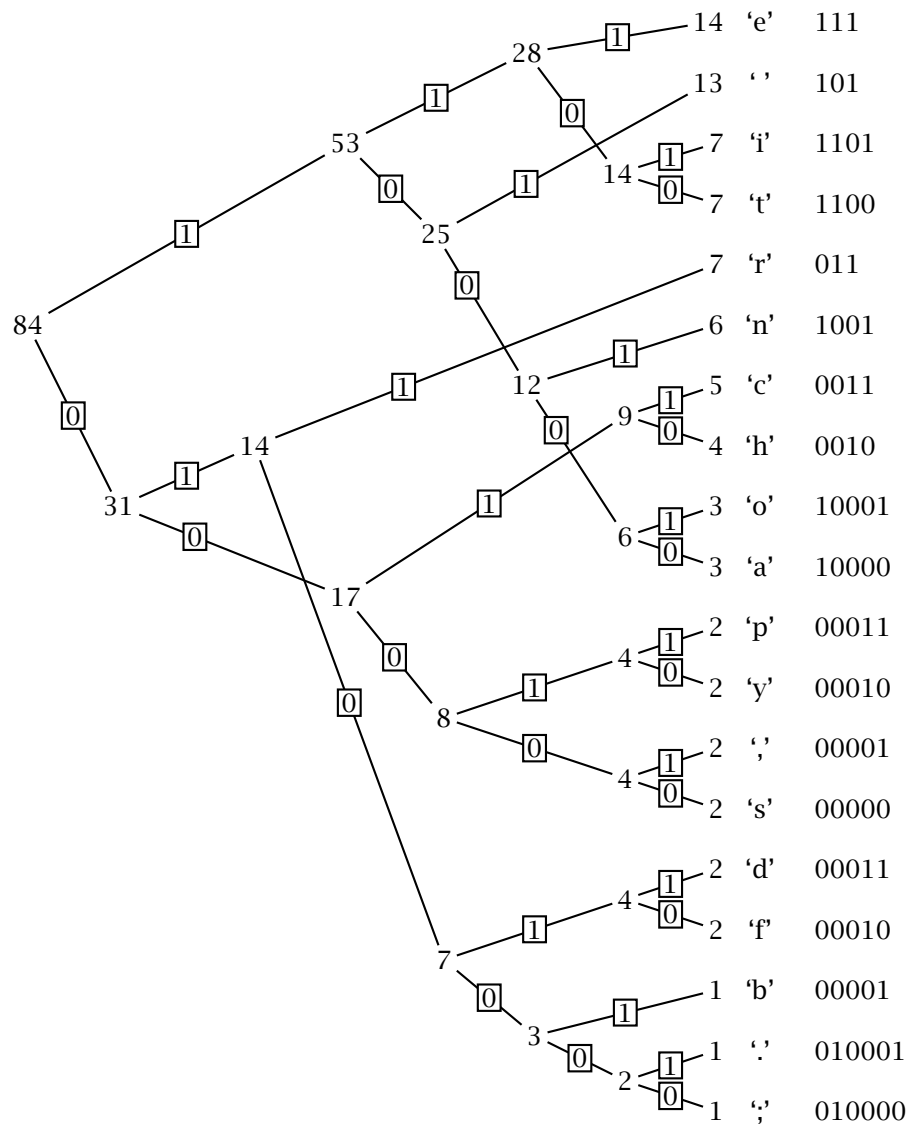 14 ‘e’ 111
28 1
13 ‘ ’ 101
1 0
53
7 ‘i’ 1101
14 1
0 1 0
7 ‘t’ 1100
1 25
7 ‘r’ 011
0
84
6 ‘n’ 1001
1
12 5 ‘c’ 0011
1 1
0 9
0 0
14 4 ‘h’ 0010
1
1
31 3 ‘o’ 10001
0 1
6
0
3 ‘a’ 10000
17
2 ‘p’ 00011
1
0 4
0
1 2 ‘y’ 00010
0
8
0 2 ‘,’ 00001
1
4
0
2 ‘s’ 00000
2 ‘d’ 00011
1
4
0
1 2 ‘f’ 00010
7
0 1 ‘b’ 00001
1
3
0 1 ‘.’ 010001
1
2
0
1 ‘;’ 010000